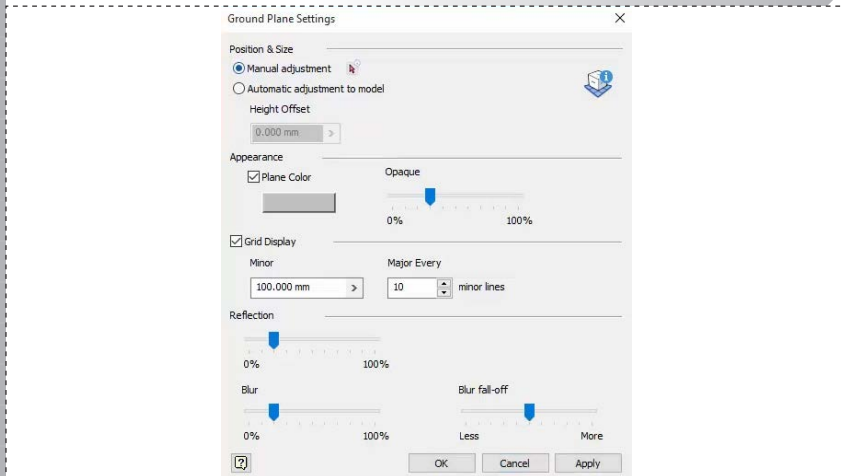 Ground Plane Settings
Position & Size
Manual adjustment
Automatic adjustment to model
Height Offset
0.000 mm
Appearance
Plane Color
Opaque
0% 100%
Grid Display
Minor Major Every
100.000 mm 10 minor lines
Reflection
0% 100%
Blur Blur fall-off
0% 100% Less More
OK Cancel Apply